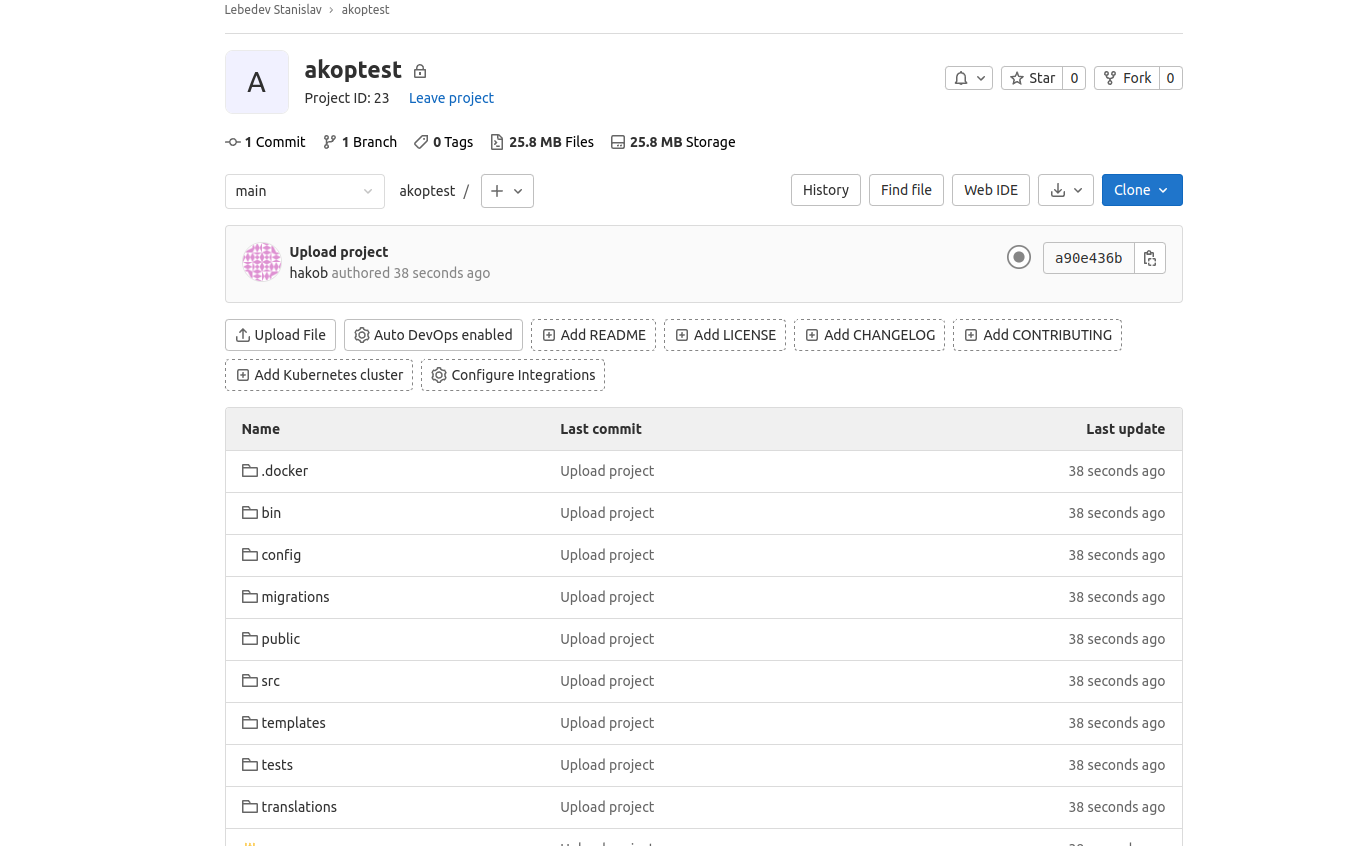 Lebedev Stanislav › akoptest
A
akoptest
Project ID: 23 Leave project
Star 0 Fork 0
1 Commit 1 Branch 0 Tags 25.8 MB Files 25.8 MB Storage
main akoptest / History Find file Web IDE Clone
Upload project
hakob authored 38 seconds ago
a90e436b
Upload File Auto DevOps enabled Add README Add LICENSE Add CHANGELOG Add CONTRIBUTING
Add Kubernetes cluster Configure Integrations
Name Last commit Last update
.docker Upload project 38 seconds ago
bin Upload project 38 seconds ago
config Upload project 38 seconds ago
migrations Upload project 38 seconds ago
public Upload project 38 seconds ago
src Upload project 38 seconds ago
templates Upload project 38 seconds ago
tests Upload project 38 seconds ago
translations Upload project 38 seconds ago